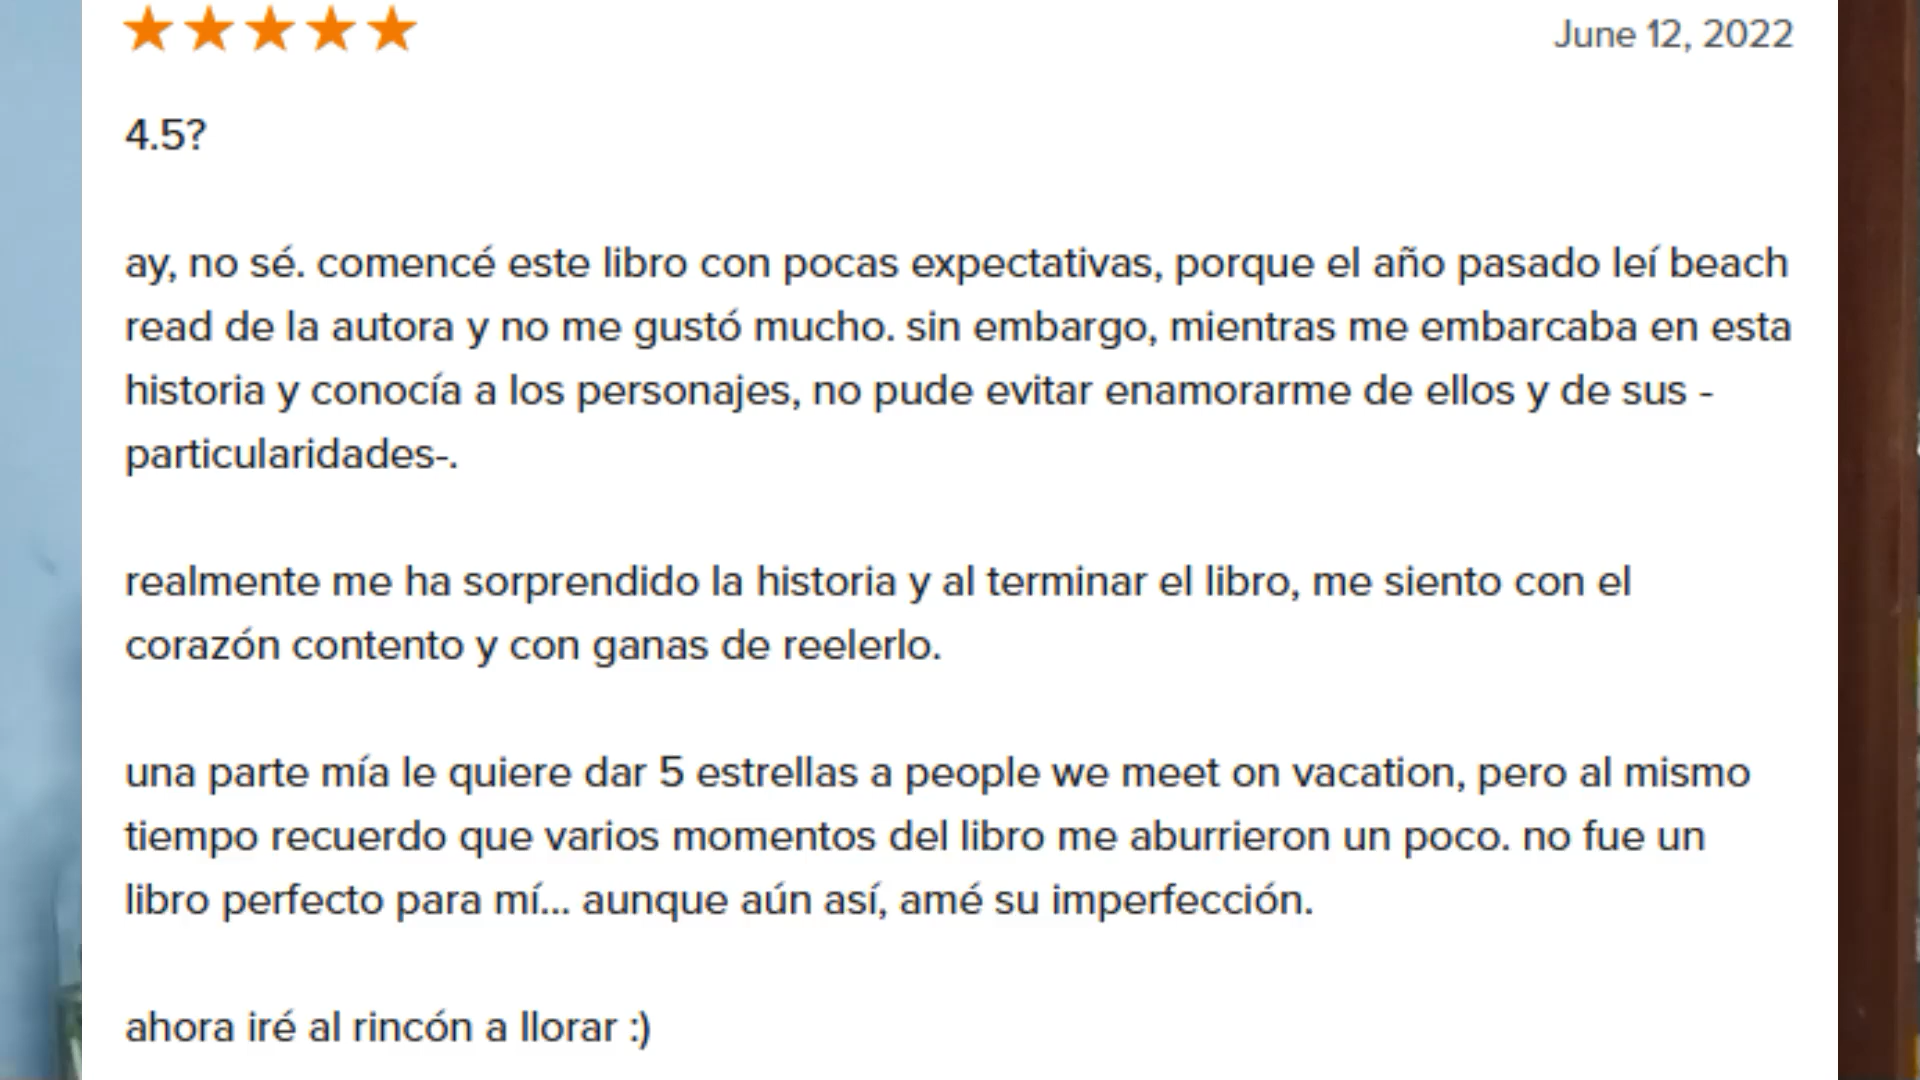 June 12, 2022
4.5?
ay, no sé. comencé este libro con pocas expectativas, porque el año pasado leí beach
read de la autora y no me gustó mucho. sin embargo, mientras me embarcaba en esta
historia y conocía a los personajes, no pude evitar enamorarme de ellos y de sus -
particularidades-.
realmente me ha sorprendido la historia y al terminar el libro, me siento con el
corazón contento y con ganas de reelerlo.
una parte mía le quiere dar 5 estrellas a people we meet on vacation, pero al mismo
tiempo recuerdo que varios momentos del libro me aburrieron un poco. no fue un
libro perfecto para mí... aunque aún así, amé su imperfección.
ahora iré al rincón a llorar :)